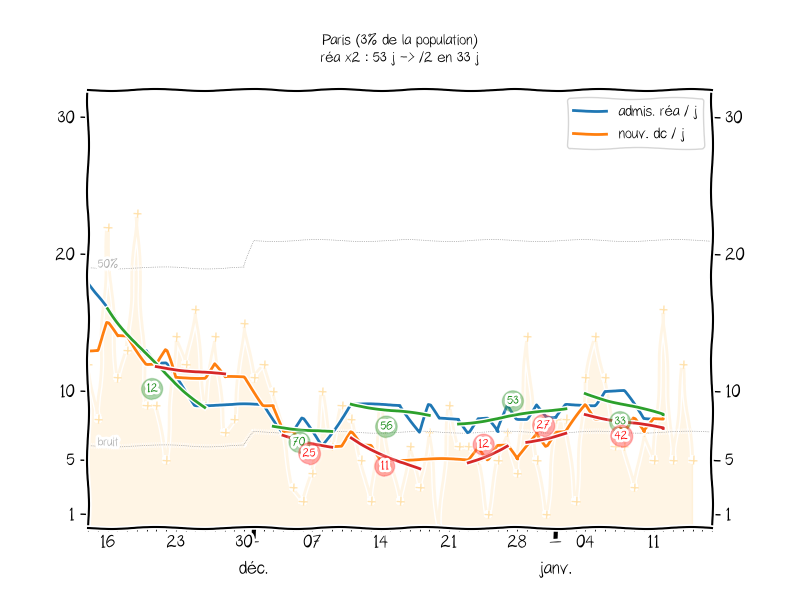 Paris (3% de la population)
réa x2 : 53 j -> /2 en 33 j
admis. réa / j
nouv. dc / j
30 30
20 20
10 10
5 5
1 1
50%
bruit
12
70
25
56
11
53
12
27
33
42
16 23 30 07 14 21 28 04 11
déc. janv.